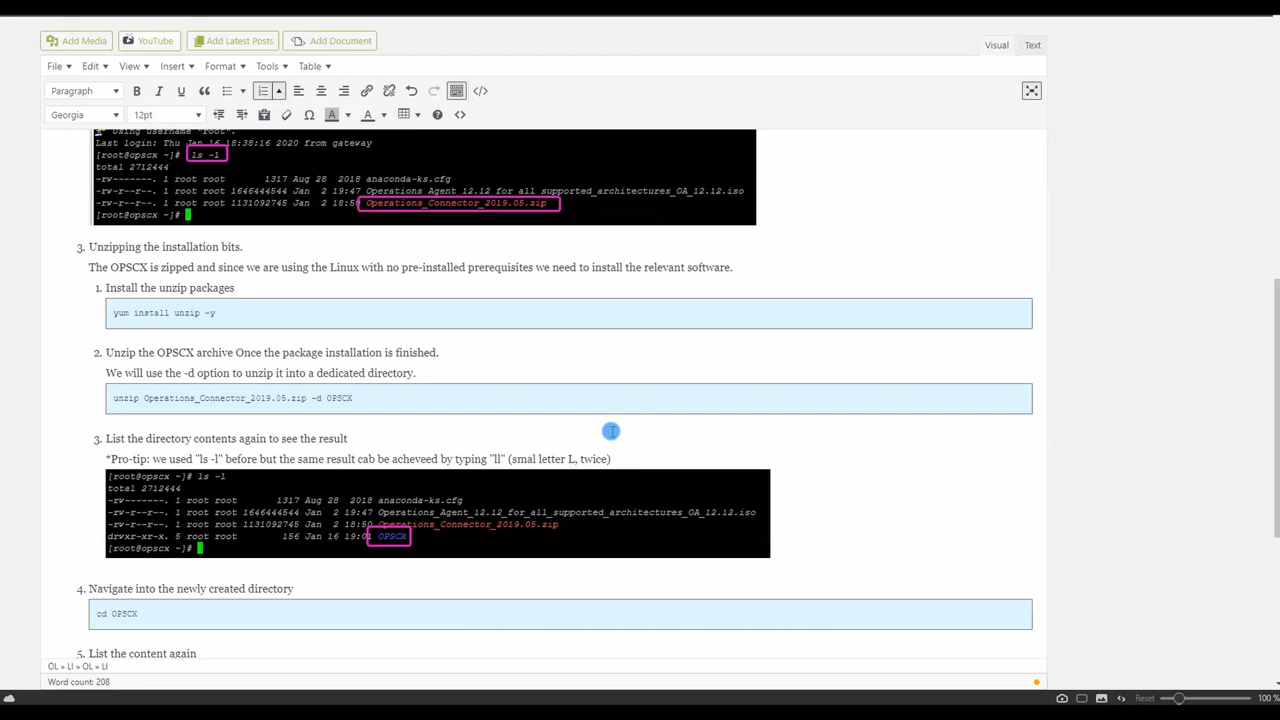 Add Media YouTube Add Latest Posts Add Document
Visual Text
File Edit View Insert Format Tools Table
Paragraph
Georgia 12pt
Using username "root".
Last login: Thu Jan 16 18:38:16 2020 from gateway
[root@opscx ~]# ls -l
total 2712444
-rw-------. 1 root root 1317 Aug 28 2018 anaconda-ks.cfg
-rw-r--r--. 1 root root 1646444544 Jan 2 19:47 Operations_Agent_12.12_for_all_supported_architectures_OA_12.12.iso
-rw-r--r--. 1 root root 1131092745 Jan 2 18:50 Operations_Connector_2019.05.zip
[root@opscx ~]#
3. Unzipping the installation bits.
The OPSCX is zipped and since we are using the Linux with no pre-installed prerequisites we need to install the relevant software.
1. Install the unzip packages
yum install unzip -y
2. Unzip the OPSCX archive Once the package installation is finished.
We will use the -d option to unzip it into a dedicated directory.
unzip Operations_Connector_2019.05.zip -d OPSCX
3. List the directory contents again to see the result
*Pro-tip: we used "ls -l" before but the same result cab be acheveed by typing "ll" (smal letter L, twice)
[root@opscx ~]# ls -l
total 2712444
-rw-------. 1 root root 1317 Aug 28 2018 anaconda-ks.cfg
-rw-r--r--. 1 root root 1646444544 Jan 2 19:47 Operations_Agent_12.12_for_all_supported_architectures_OA_12.12.iso
-rw-r--r--. 1 root root 1131092745 Jan 2 18:50 Operations_Connector_2019.05.zip
drwxr-xr-x. 5 root root 156 Jan 16 19:01 OPSCX
[root@opscx ~]#
4. Navigate into the newly created directory
cd OPSCX
5. List the content again
OL » LI » OL » LI
Word count: 208
Reset 100 %